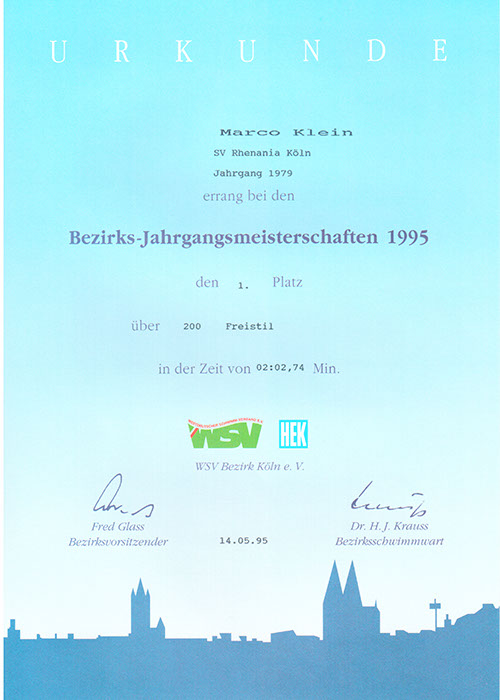 URKUNDE
Marco Klein
SV Rhenania Köln
Jahrgang 1979
errang bei den
Bezirks-Jahrgangsmeisterschaften 1995
den 1. Platz
über 200 Freistil
in der Zeit von 02:02,74 Min.
WSV HEK
WSV Bezirk Köln e. V.
Fred Glass
Bezirksvorsitzender
14.05.95
Dr. H. J. Krauss
Bezirksschwimmwart